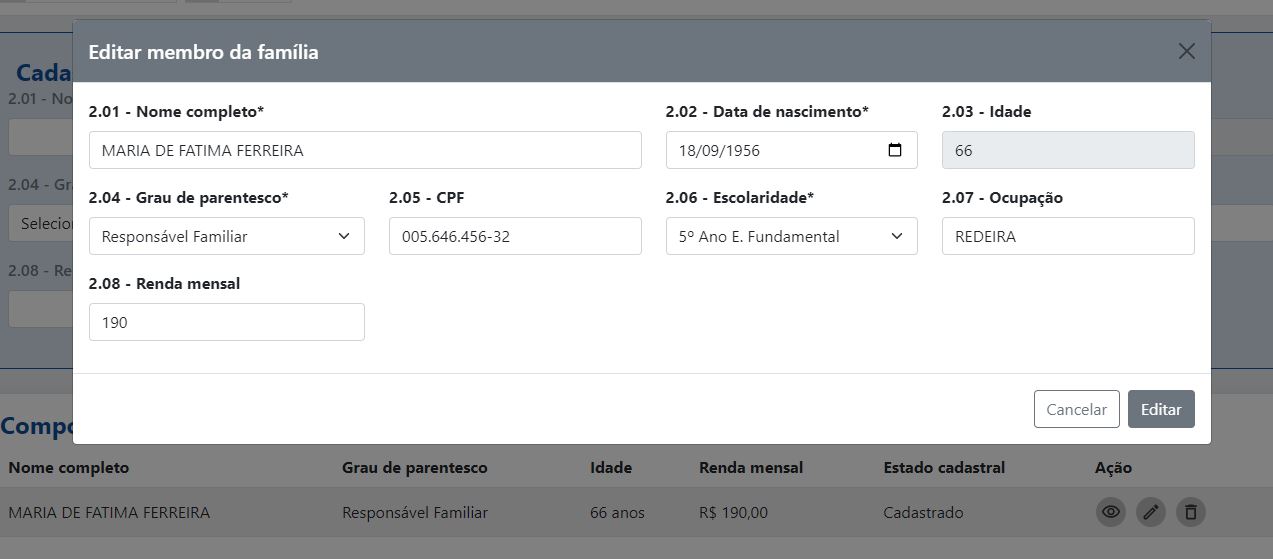 Editar membro da família
Cada
2.01 - No
2.01 - Nome completo*
2.02 - Data de nascimento*
2.03 - Idade
MARIA DE FATIMA FERREIRA
18/09/1956
66
2.04 - Gr
2.04 - Grau de parentesco*
2.05 - CPF
2.06 - Escolaridade*
2.07 - Ocupação
Selecion
Responsável Familiar
005.646.456-32
5º Ano E. Fundamental
REDEIRA
2.08 - Re
2.08 - Renda mensal
190
Cancelar
Editar
Compo
Nome completo Grau de parentesco Idade Renda mensal Estado cadastral Ação
MARIA DE FATIMA FERREIRA Responsável Familiar 66 anos R$ 190,00 Cadastrado